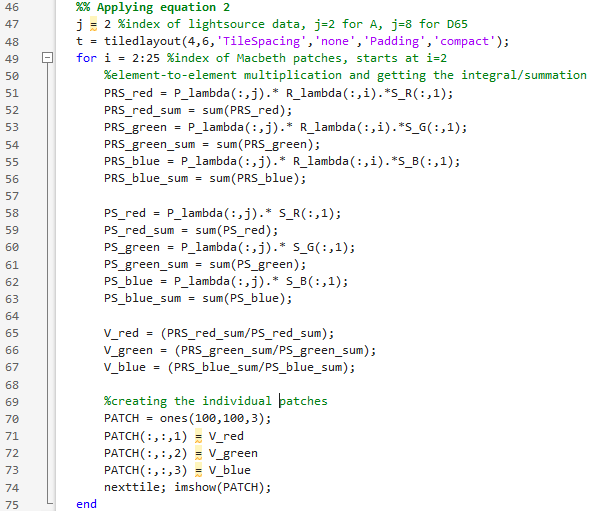 46 %% Applying equation 2
47 j = 2 %index of lightsource data, j=2 for A, j=8 for D65
48 t = tiledlayout(4,6,'TileSpacing','none','Padding','compact');
49 for i = 2:25 %index of Macbeth patches, starts at i=2
50 %element-to-element multiplication and getting the integral/summation
51 PRS_red = P_lambda(:,j).* R_lambda(:,i).*S_R(:,1);
52 PRS_red_sum = sum(PRS_red);
53 PRS_green = P_lambda(:,j).* R_lambda(:,i).*S_G(:,1);
54 PRS_green_sum = sum(PRS_green);
55 PRS_blue = P_lambda(:,j).* R_lambda(:,i).*S_B(:,1);
56 PRS_blue_sum = sum(PRS_blue);
57
58 PS_red = P_lambda(:,j).* S_R(:,1);
59 PS_red_sum = sum(PS_red);
60 PS_green = P_lambda(:,j).* S_G(:,1);
61 PS_green_sum = sum(PS_green);
62 PS_blue = P_lambda(:,j).* S_B(:,1);
63 PS_blue_sum = sum(PS_blue);
64
65 V_red = (PRS_red_sum/PS_red_sum);
66 V_green = (PRS_green_sum/PS_green_sum);
67 V_blue = (PRS_blue_sum/PS_blue_sum);
68
69 %creating the individual patches
70 PATCH = ones(100,100,3);
71 PATCH(:,:,1) = V_red
72 PATCH(:,:,2) = V_green
73 PATCH(:,:,3) = V_blue
74 nexttile; imshow(PATCH);
75 end